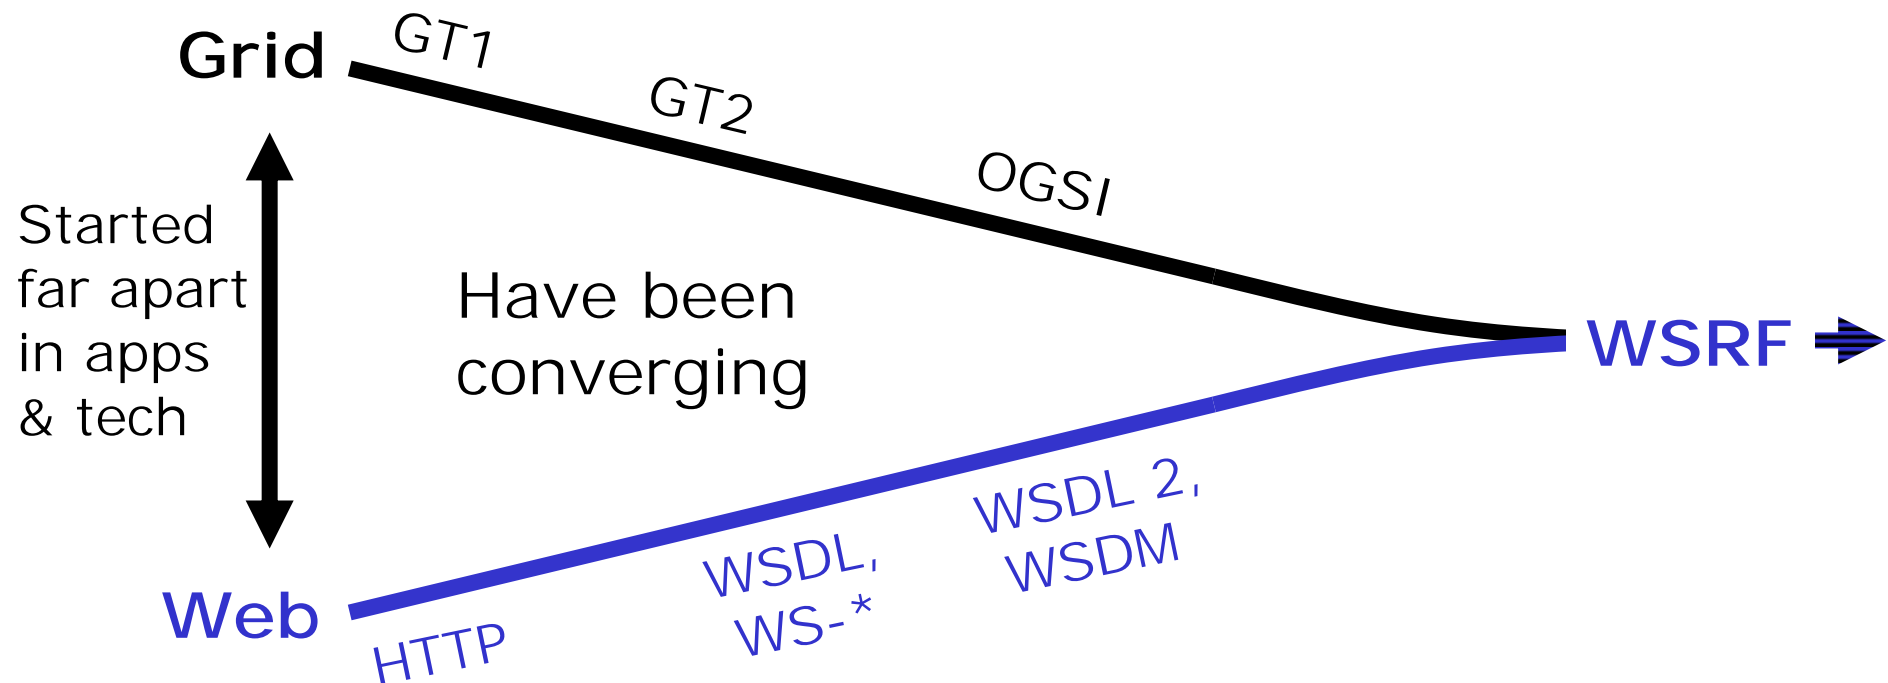 Grid
GT1
GT2
OGSI
Started
far apart
in apps
& tech
Have been
converging
WSRF
Web
HTTP
WSDL,
WS-*
WSDL 2,
WSDM